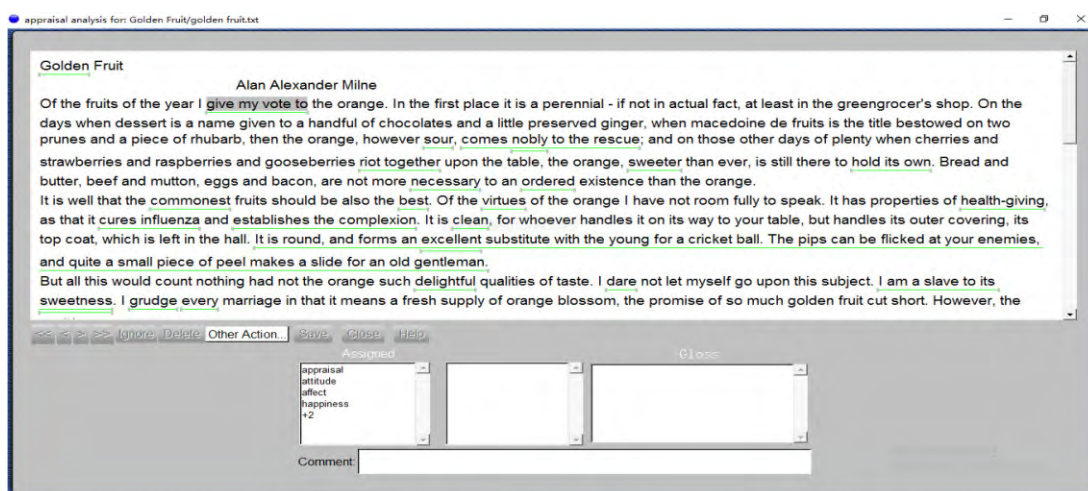 appraisal analysis for: Golden Fruit/golden fruit.txt
Golden Fruit
Alan Alexander Milne
Of the fruits of the year I give my vote to the orange. In the first place it is a perennial - if not in actual fact, at least in the greengrocer's shop. On the
days when dessert is a name given to a handful of chocolates and a little preserved ginger, when macedoine de fruits is the title bestowed on two
prunes and a piece of rhubarb, then the orange, however sour, comes nobly to the rescue; and on those other days of plenty when cherries and
strawberries and raspberries and gooseberries riot together upon the table, the orange, sweeter than ever, is still there to hold its own. Bread and
butter, beef and mutton, eggs and bacon, are not more necessary to an ordered existence than the orange.
It is well that the commonest fruits should be also the best. Of the virtues of the orange I have not room fully to speak. It has properties of health-giving,
as that it cures influenza and establishes the complexion. It is clean, for whoever handles it on its way to your table, but handles its outer covering, its
top coat, which is left in the hall. It is round, and forms an excellent substitute with the young for a cricket ball. The pips can be flicked at your enemies,
and quite a small piece of peel makes a slide for an old gentleman.
But all this would count nothing had not the orange such delightful qualities of taste. I dare not let myself go upon this subject. I am a slave to its
sweetness. I grudge every marriage in that it means a fresh supply of orange blossom, the promise of so much golden fruit cut short. However, the
<< < > >> Ignore Delete Other Action... Save Close Help
Assigned Gloss
appraisal
attitude
affect
happiness
+2
Comment: